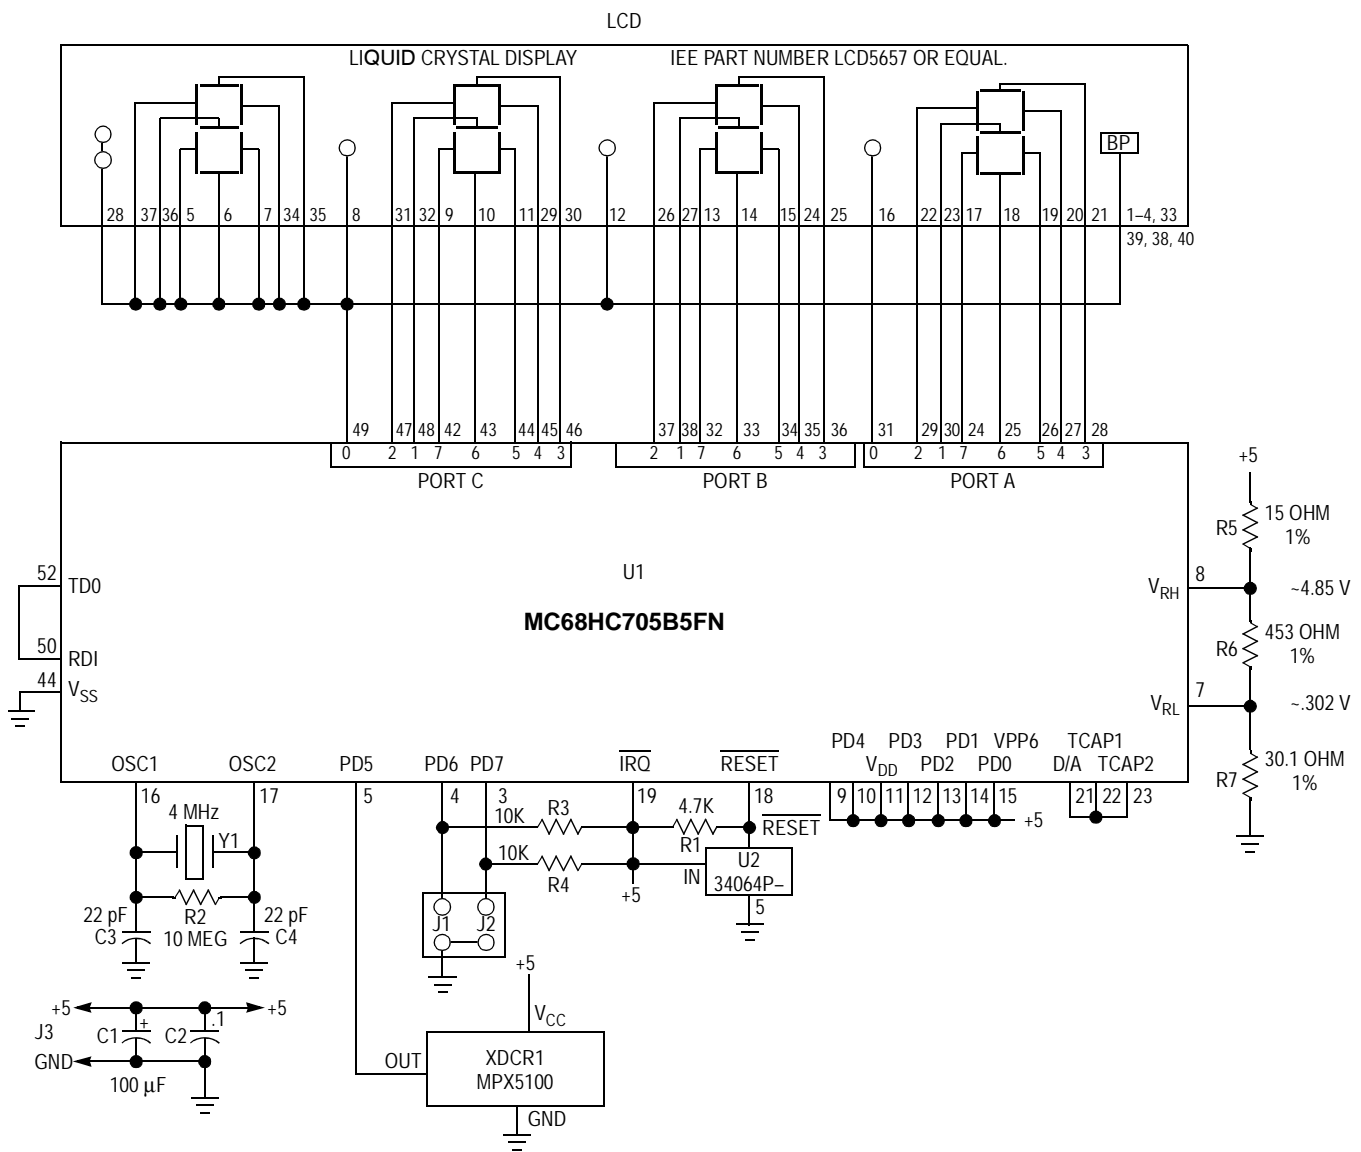 LCD
LIQUID CRYSTAL DISPLAY IEE PART NUMBER LCD5657 OR EQUAL.
BP
28 37 36 5 6 7 34 35 8 31 32 9 10 11 29 30 12 26 27 13 14 15 24 25 16 22 23 17 18 19 20 21 1–4, 33
39, 38, 40
49 47 48 42 43 44 45 46 37 38 32 33 34 35 36 31 29 30 24 25 26 27 28
0 2 1 7 6 5 4 3 2 1 7 6 5 4 3 0 2 1 7 6 5 4 3
PORT C PORT B PORT A
+5
R5 15 OHM
1%
U1
MC68HC705B5FN
52 TD0
50 RDI
44 VSS
VRH 8 ~4.85 V
R6 453 OHM
1%
VRL 7 ~.302 V
R7 30.1 OHM
1%
PD4 PD3 PD1 VPP6 TCAP1
OSC1 OSC2 PD5 PD6 PD7 IRQ RESET VDD PD2 PD0 D/A TCAP2
16 17 5 4 3 19 18 9 10 11 12 13 14 15 21 22 23
4 MHz
Y1
10K R3
4.7K
R1
RESET
+5
10K
R4
+5
IN
U2
34064P–
5
R2
10 MEG
22 pF
C3
22 pF
C4
J1 J2
+5
VCC
+5 +5
J3
C1 + C2 .1
GND
100 µF
OUT
XDCR1
MPX5100
GND